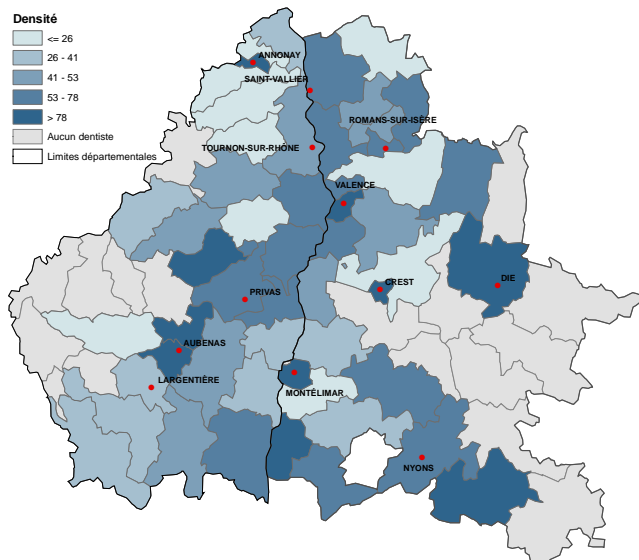 Densité
<= 26
26 - 41
41 - 53
53 - 78
> 78
Aucun dentiste
Limites départementales
ANNONAY
SAINT-VALLIER
ROMANS-SUR-ISÈRE
TOURNON-SUR-RHÔNE
VALENCE
DIE
CREST
PRIVAS
AUBENAS
LARGENTIÈRE
MONTÉLIMAR
NYONS